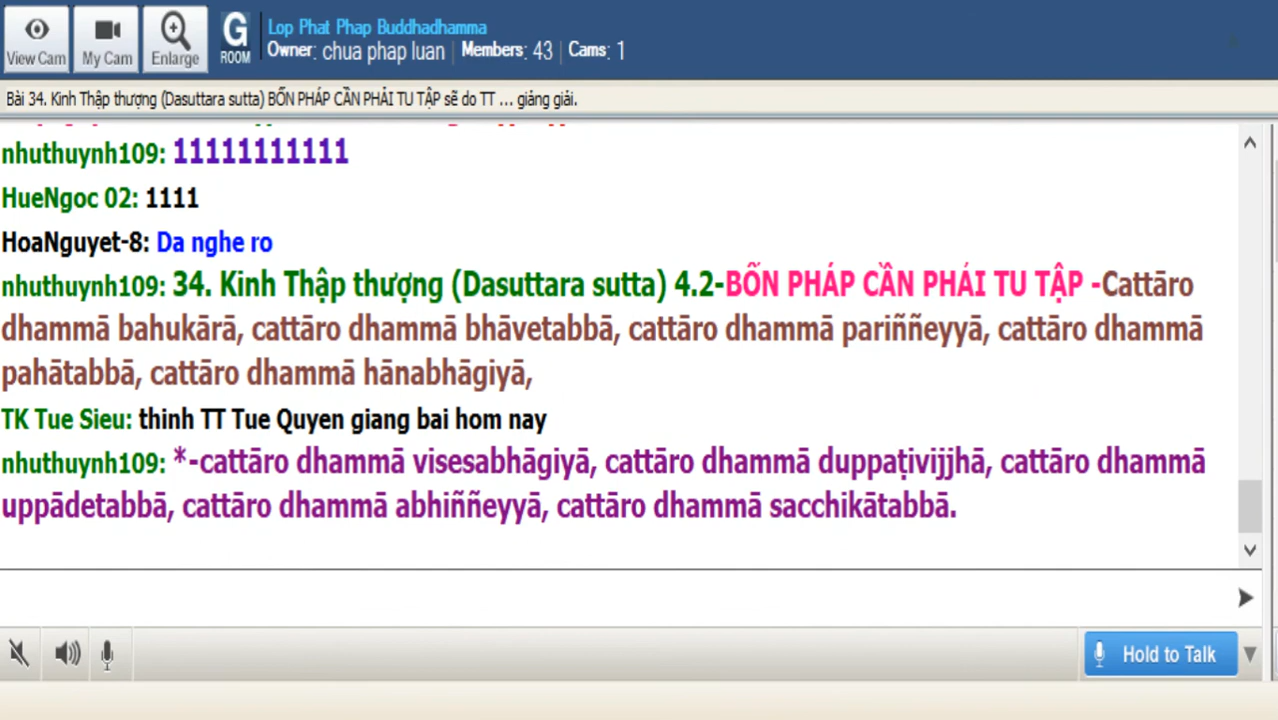 View Cam
My Cam
Enlarge
G
ROOM
Lop Phat Phap Buddhadhamma
Owner: chua phap luan | Members: 43 | Cams: 1
Bài 34. Kinh Thập thượng (Dasuttara sutta) BỐN PHÁP CẦN PHẢI TU TẬP sẽ do TT ... giảng giải.
nhuthuynh109: 11111111111
HueNgoc 02: 1111
HoaNguyet-8: Da nghe ro
nhuthuynh109: 34. Kinh Thập thượng (Dasuttara sutta) 4.2-BỐN PHÁP CẦN PHẢI TU TẬP -Cattāro
dhammā bahukārā, cattāro dhammā bhāvetabbā, cattāro dhammā pariññeyyā, cattāro dhammā
pahātabbā, cattāro dhammā hānabhāgiyā,
TK Tue Sieu: thinh TT Tue Quyen giang bai hom nay
nhuthuynh109: *-cattāro dhammā visesabhāgiyā, cattāro dhammā duppaṭivijjhā, cattāro dhammā
uppādetabbā, cattāro dhammā abhiññeyyā, cattāro dhammā sacchikātabbā.
Hold to Talk